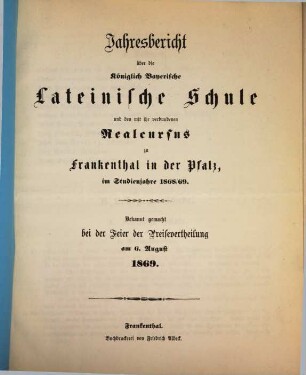 Jahresbericht
über die
Königlich Bayerische
Lateinische Schule
und den mit ihr verbundenen
Realcursus
zu
Frankenthal in der Pfalz,
im Studienjahre 1868/69.
Bekannt gemacht
bei der Feier der Preisevertheilung
am 6. August
1869.
Frankenthal.
Buchdruckerei von Friedrich Albeck.